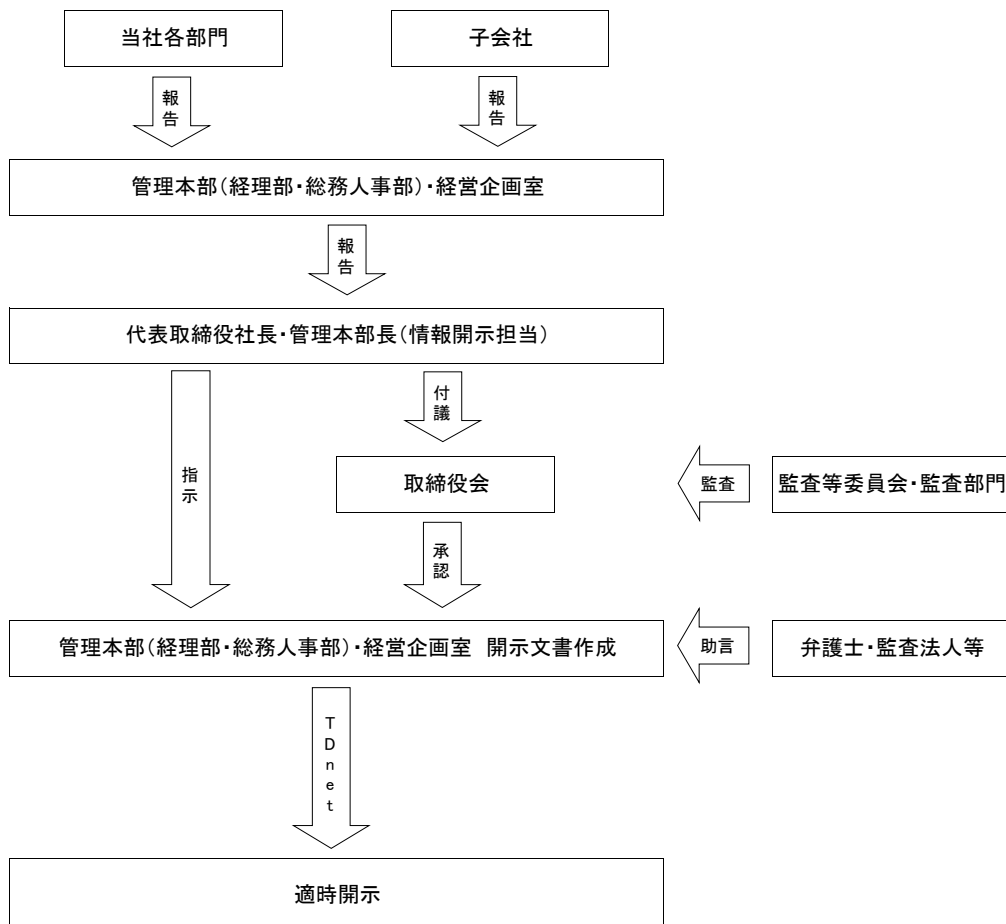 当社各部門
子会社
報告
報告
管理本部(経理部・総務人事部)・経営企画室
報告
代表取締役社長・管理本部長(情報開示担当)
付議
指示
取締役会
監査
監査等委員会・監査部門
承認
管理本部(経理部・総務人事部)・経営企画室 開示文書作成
助言
弁護士・監査法人等
TDnet
適時開示